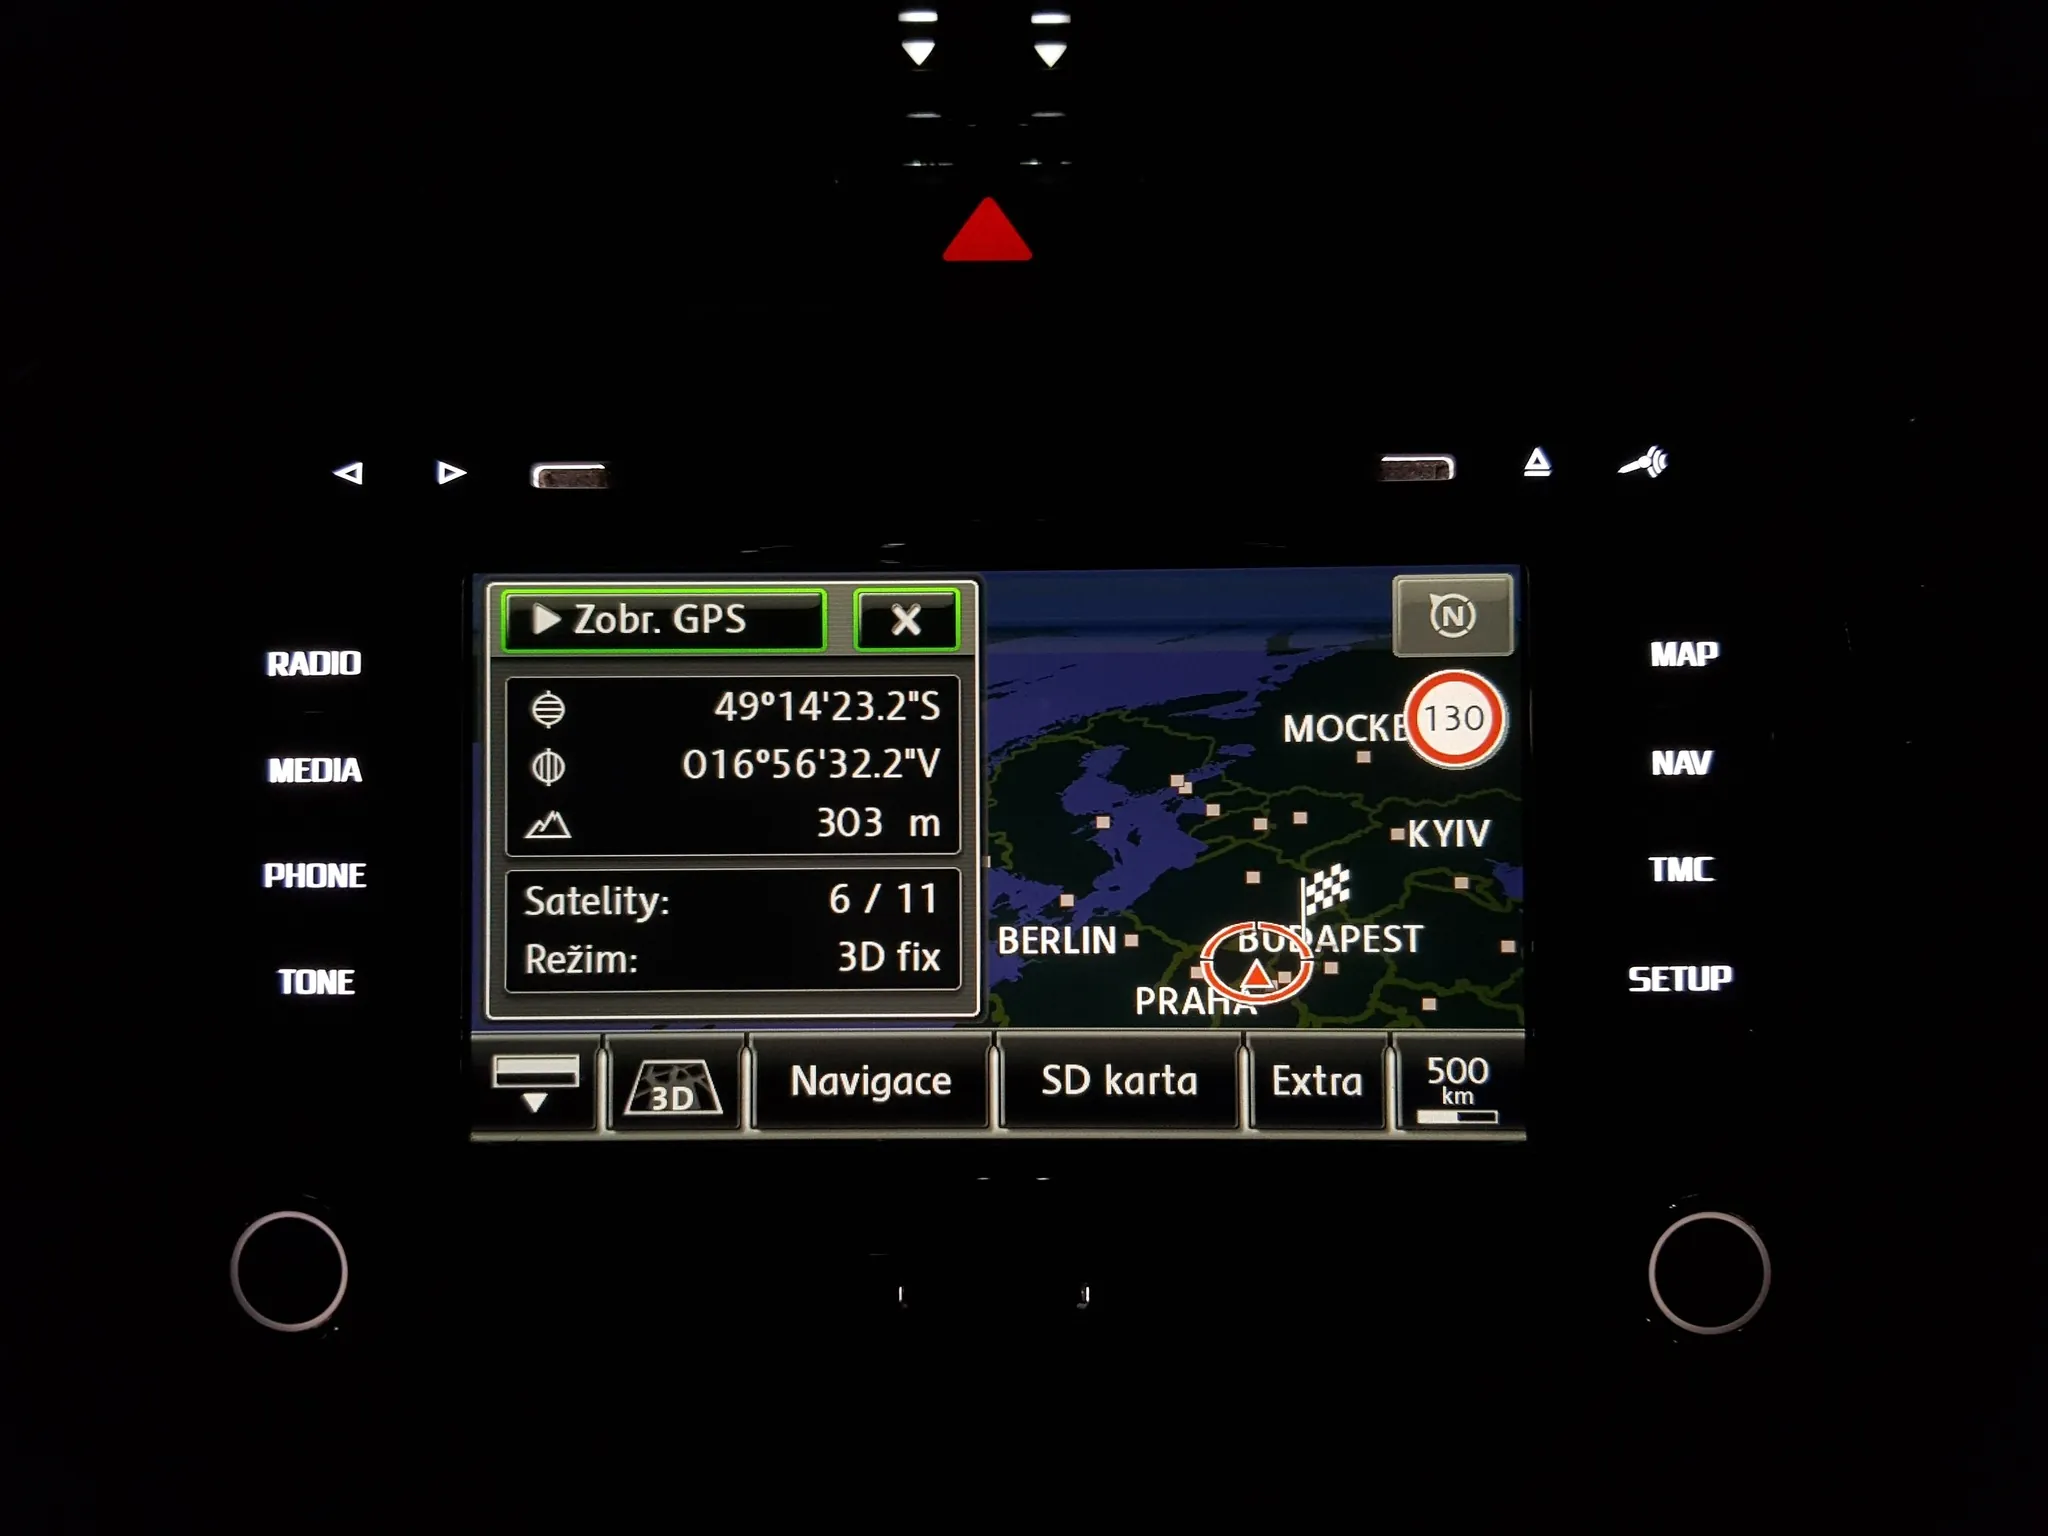 RADIO
MEDIA
PHONE
TONE
Zobr. GPS
49°14'23.2"S
016°56'32.2"V
303 m
Satelity: 6 / 11
Režim: 3D fix
N
130
MOCKE
KYIV
BERLIN
BUDAPEST
PRAHA
3D
Navigace
SD karta
Extra
500
km
MAP
NAV
TMC
SETUP